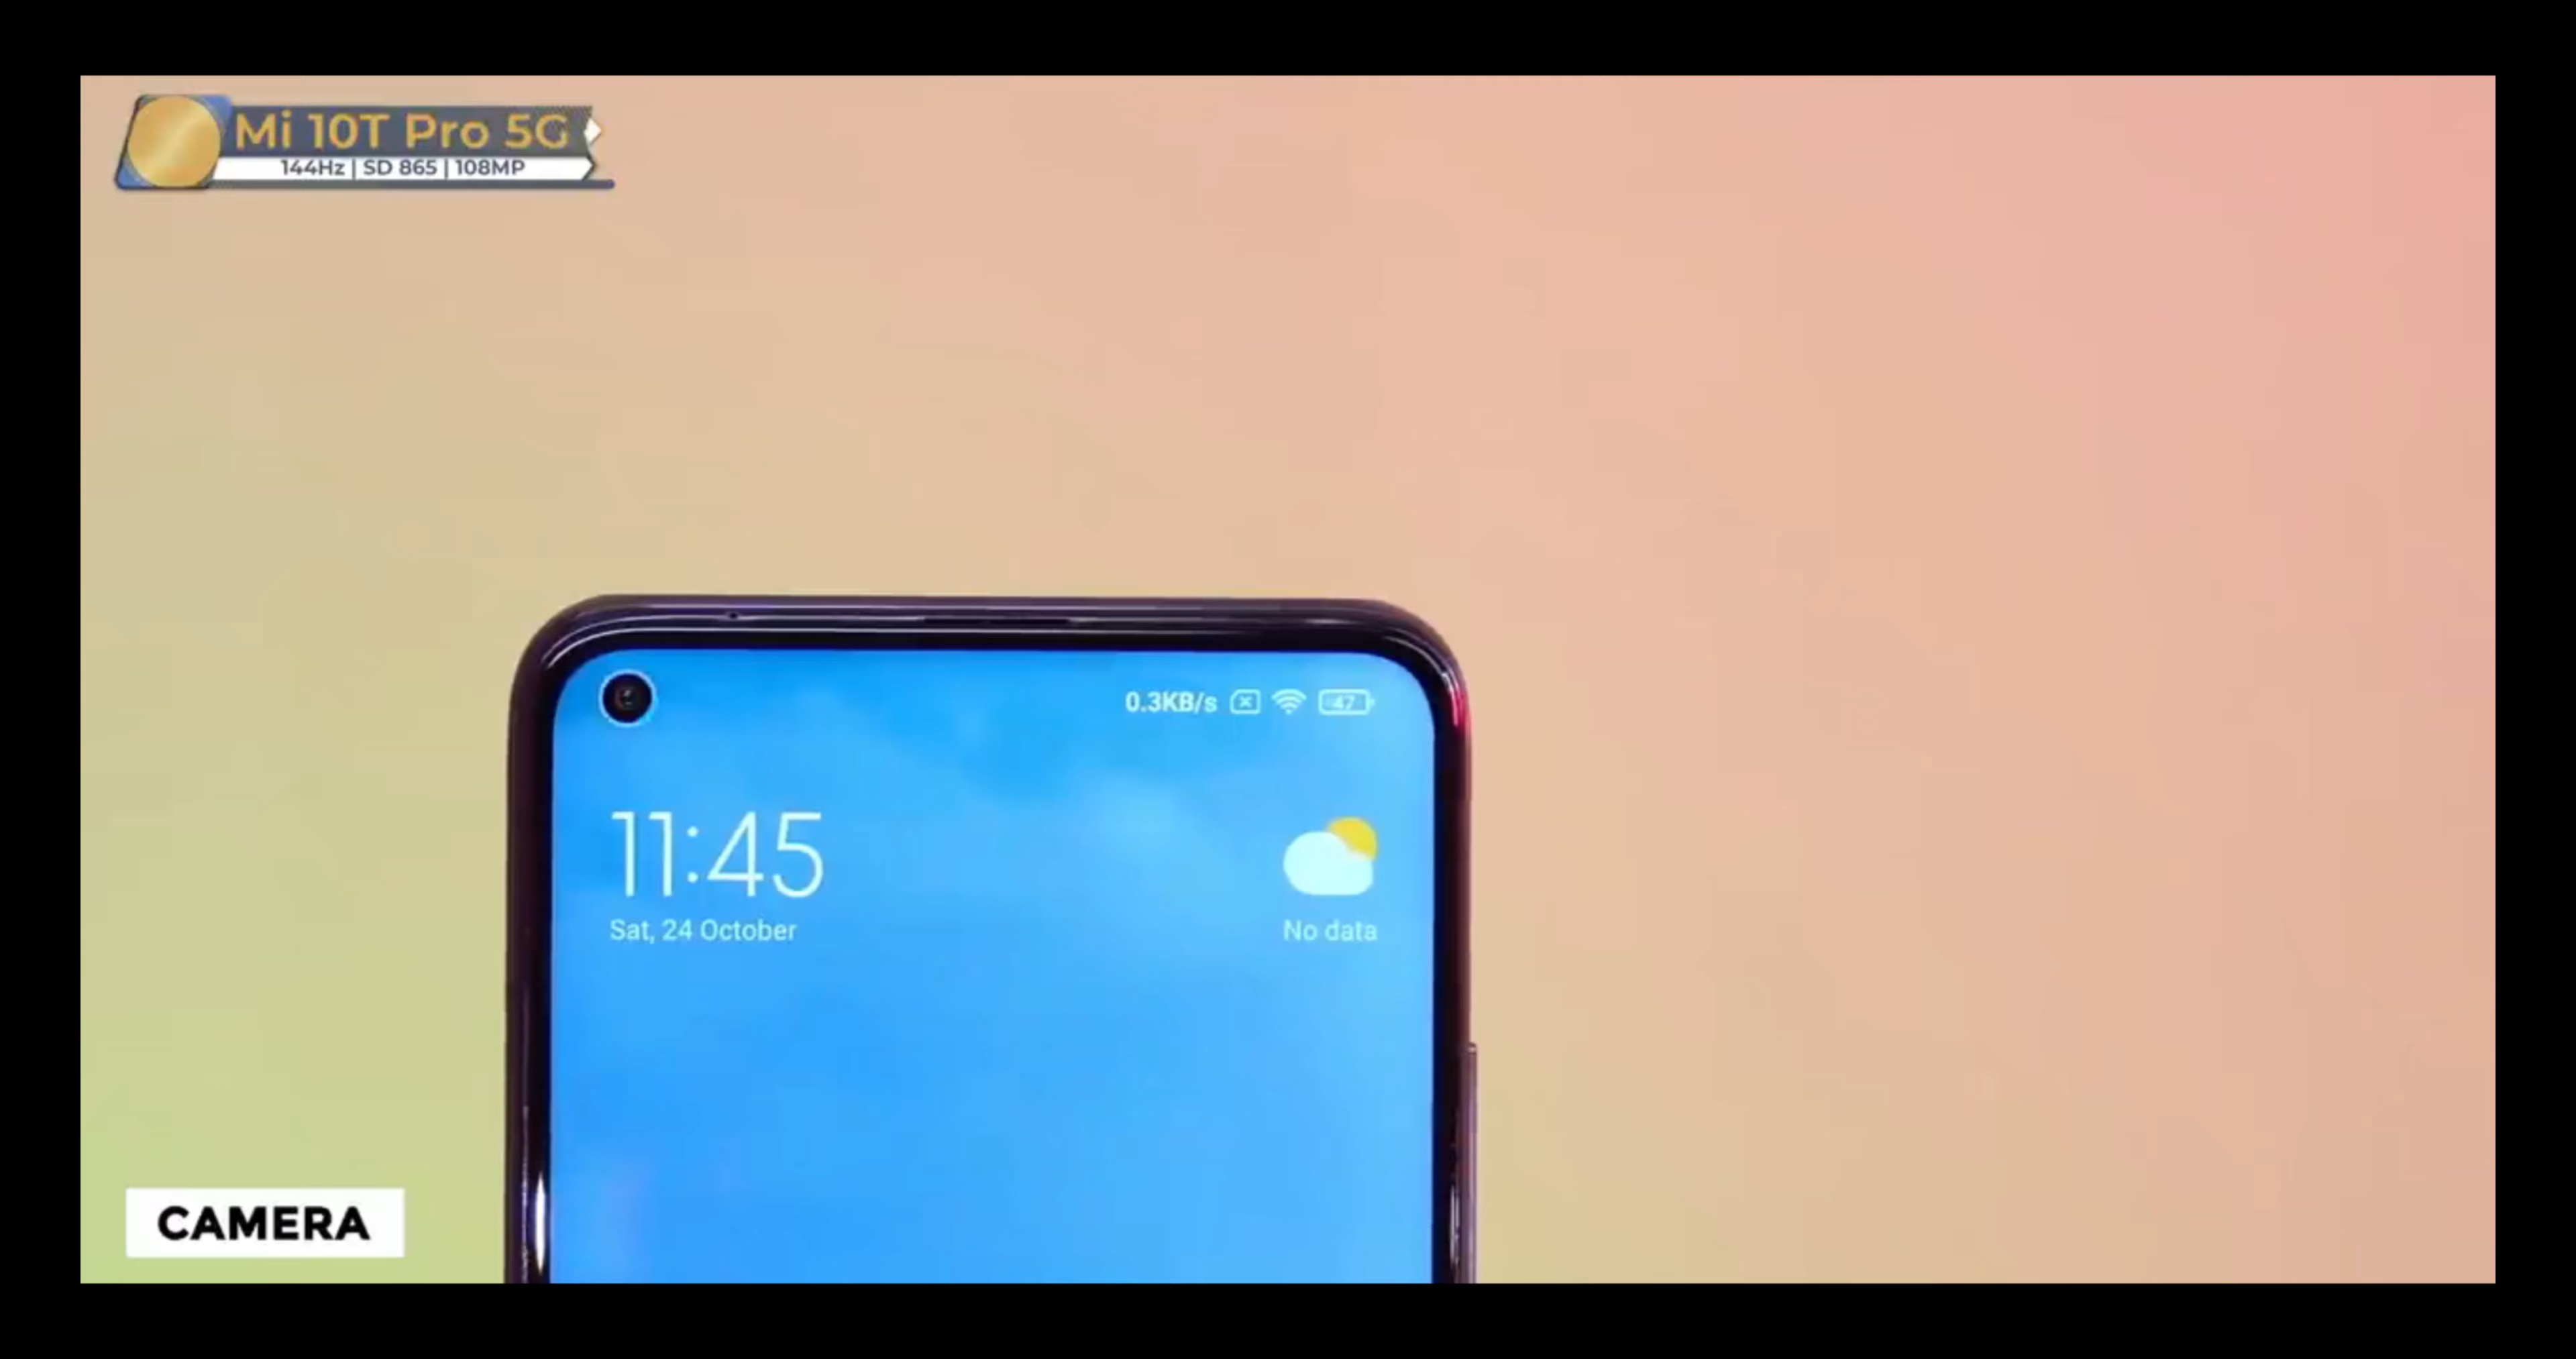 Mi 10T Pro 5G
144Hz | SD 865 | 108MP
0.3KB/s 47
11:45
Sat, 24 October
No data
CAMERA